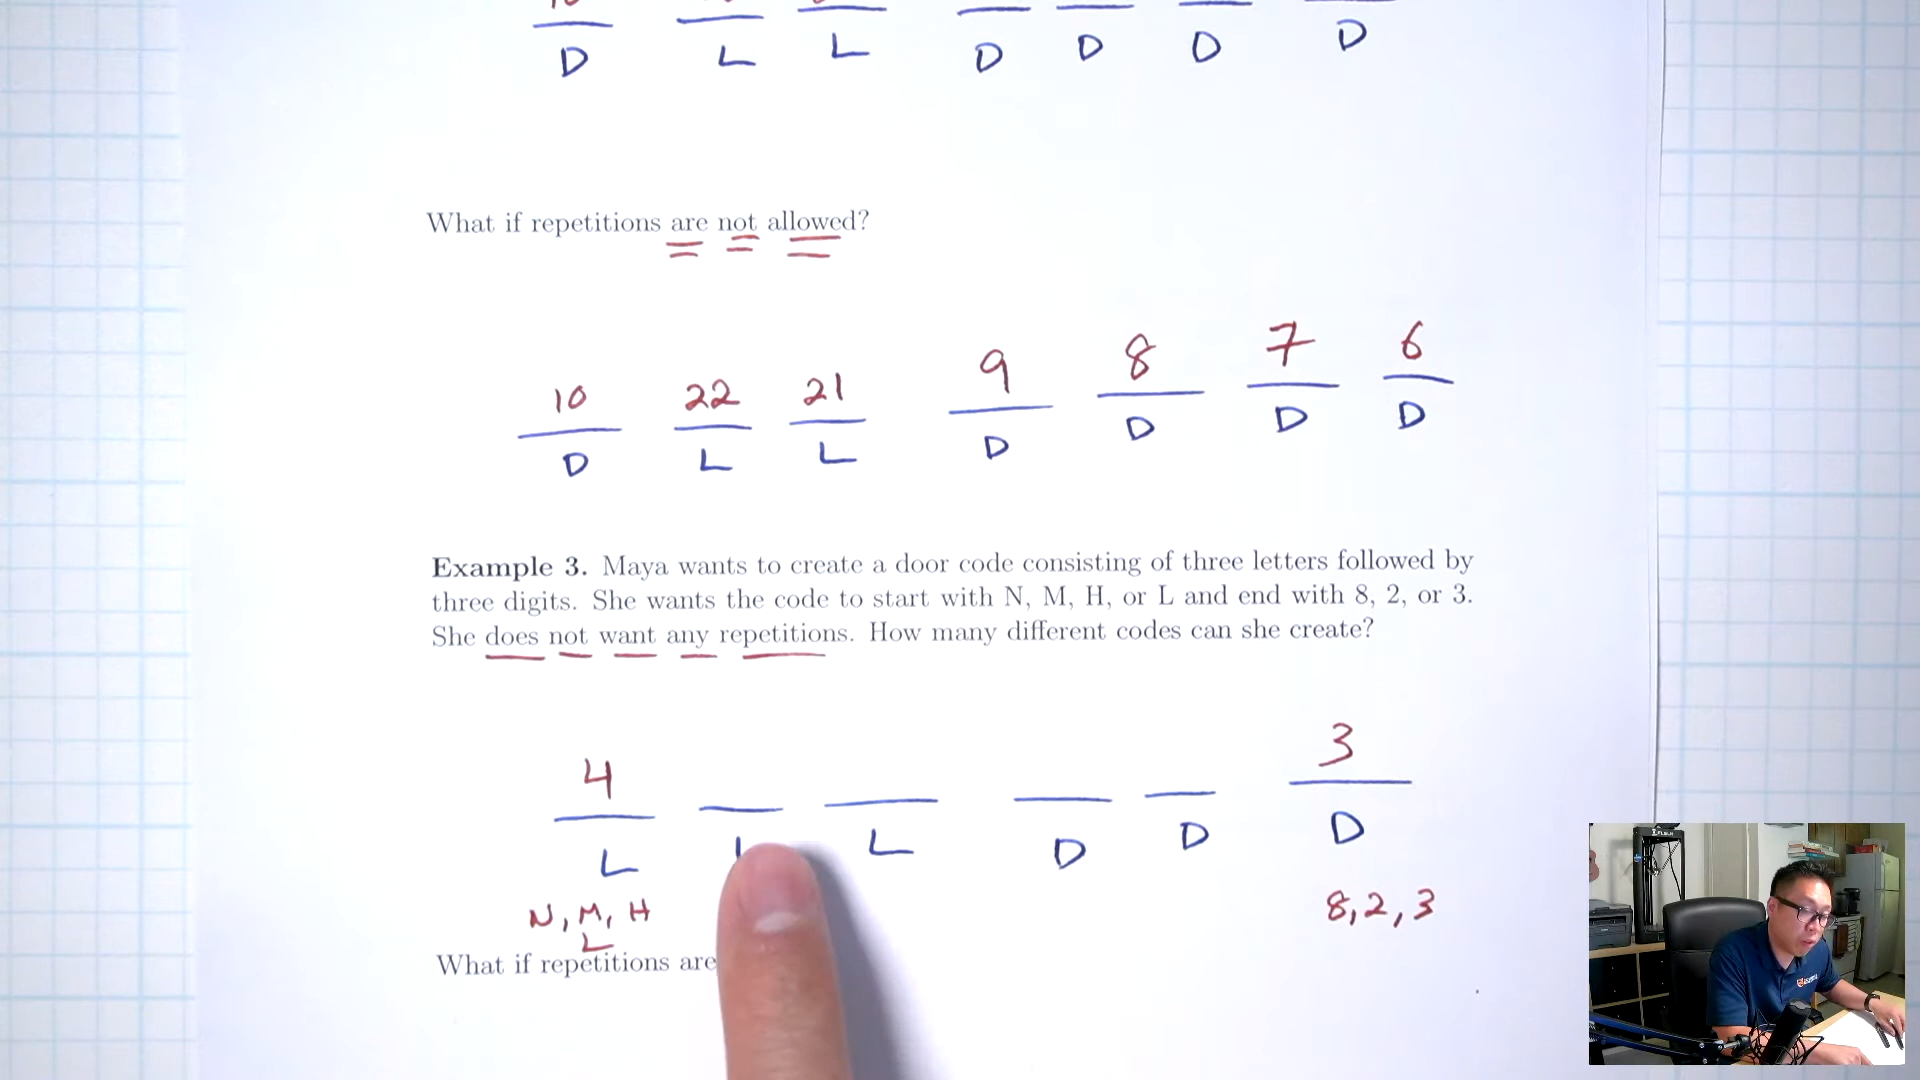 D L L D D D D
What if repetitions are not allowed?
10 22 21 9 8 7 6
D L L D D D D
Example 3. Maya wants to create a door code consisting of three letters followed by
three digits. She wants the code to start with N, M, H, or L and end with 8, 2, or 3.
She does not want any repetitions. How many different codes can she create?
4 3
L L D D D
N, M, H 8, 2, 3
L
What if repetitions are